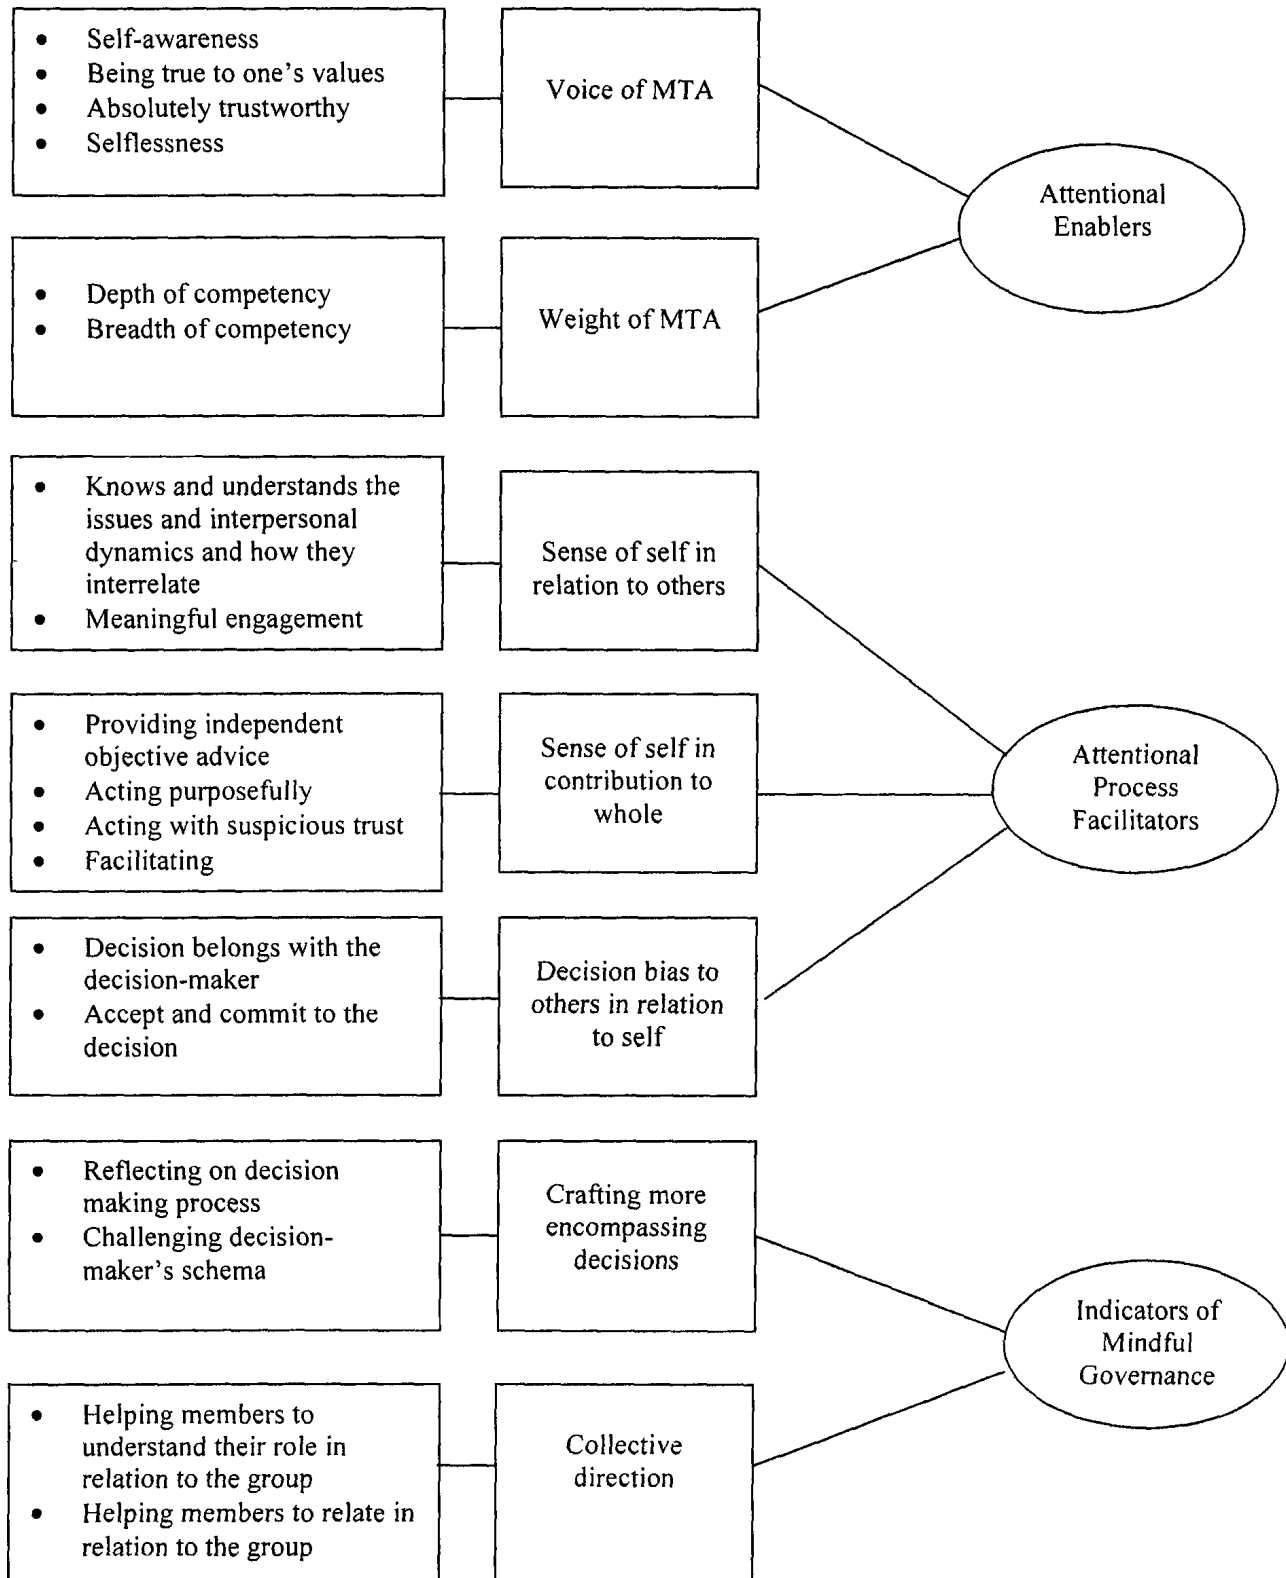 • Self-awareness
• Being true to one's values
• Absolutely trustworthy
• Selflessness
Voice of MTA
Attentional
Enablers
• Depth of competency
• Breadth of competency
Weight of MTA
• Knows and understands the
issues and interpersonal
dynamics and how they
interrelate
• Meaningful engagement
Sense of self in
relation to others
• Providing independent
objective advice
• Acting purposefully
• Acting with suspicious trust
• Facilitating
Sense of self in
contribution to
whole
Attentional
Process
Facilitators
• Decision belongs with the
decision-maker
• Accept and commit to the
decision
Decision bias to
others in relation
to self
• Reflecting on decision
making process
• Challenging decision-
maker's schema
Crafting more
encompassing
decisions
Indicators of
Mindful
Governance
• Helping members to
understand their role in
relation to the group
• Helping members to relate in
relation to the group
Collective
direction